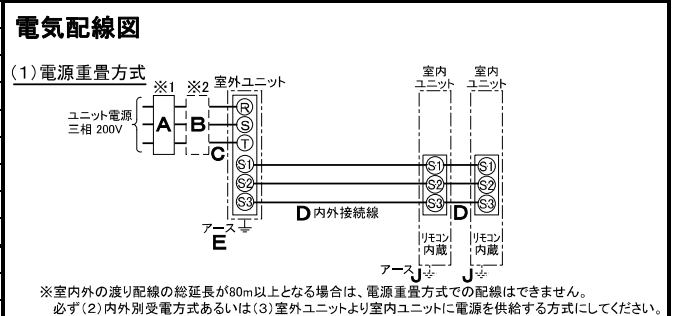 電気配線図
(1)電源重畳方式
※1 ※2 室外ユニット
室内
ユニット
室内
ユニット
ユニット電源
三相 200V
A
B
C
R
S
T
S1
S2
S3
S1
S2
S3
S1
S2
S3
D内外接続線
D
アース
E
リモコン
内蔵
リモコン
内蔵
アース J
J
※室内外の渡り配線の総延長が80m以上となる場合は、電源重畳方式での配線はできません。
必ず(2)内外別受電方式あるいは(3)室外ユニットより室内ユニットに電源を供給する方式にしてください。